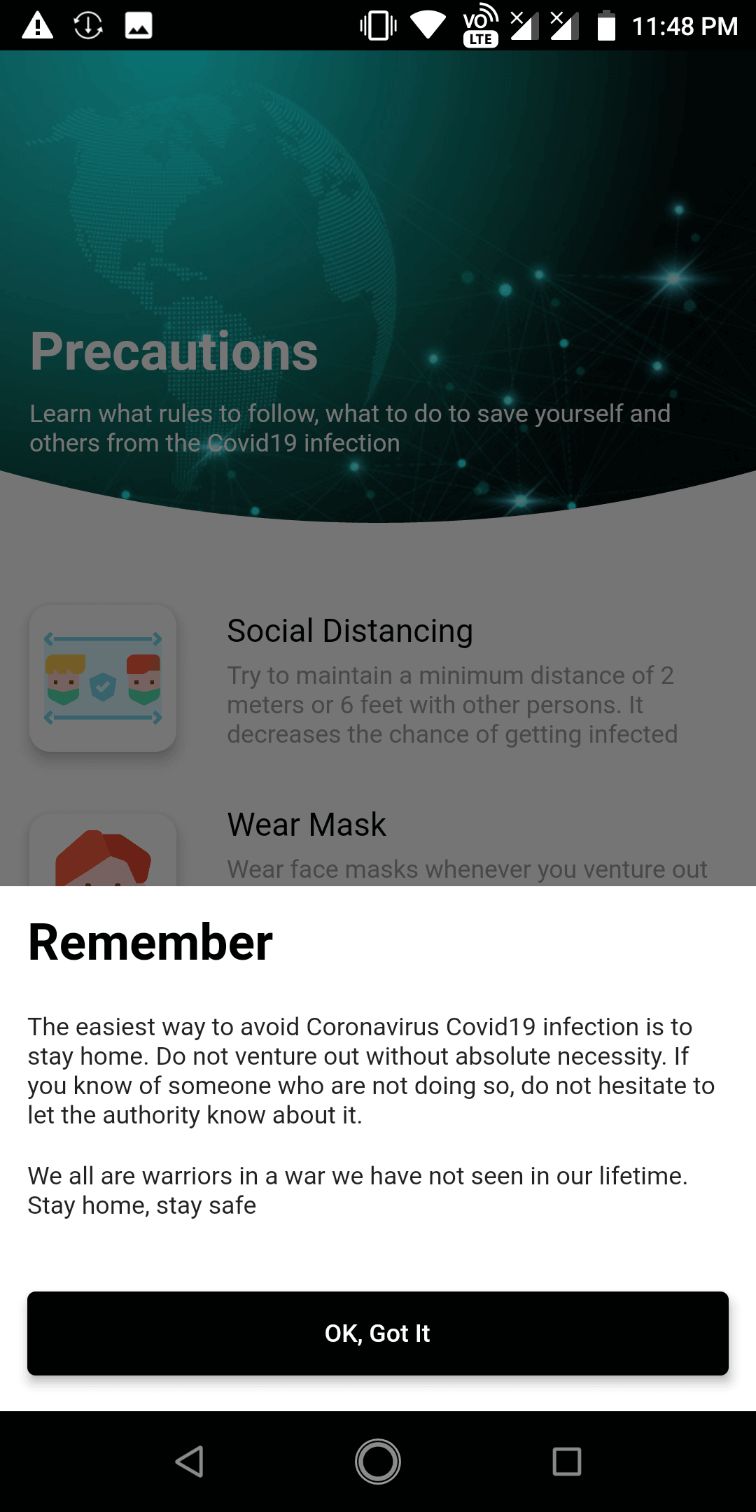 VO
LTE
11:48 PM
Precautions
Learn what rules to follow, what to do to save yourself and
others from the Covid19 infection
Social Distancing
Try to maintain a minimum distance of 2
meters or 6 feet with other persons. It
decreases the chance of getting infected
Wear Mask
Wear face masks whenever you venture out
Remember
The easiest way to avoid Coronavirus Covid19 infection is to
stay home. Do not venture out without absolute necessity. If
you know of someone who are not doing so, do not hesitate to
let the authority know about it.
We all are warriors in a war we have not seen in our lifetime.
Stay home, stay safe
OK, Got It